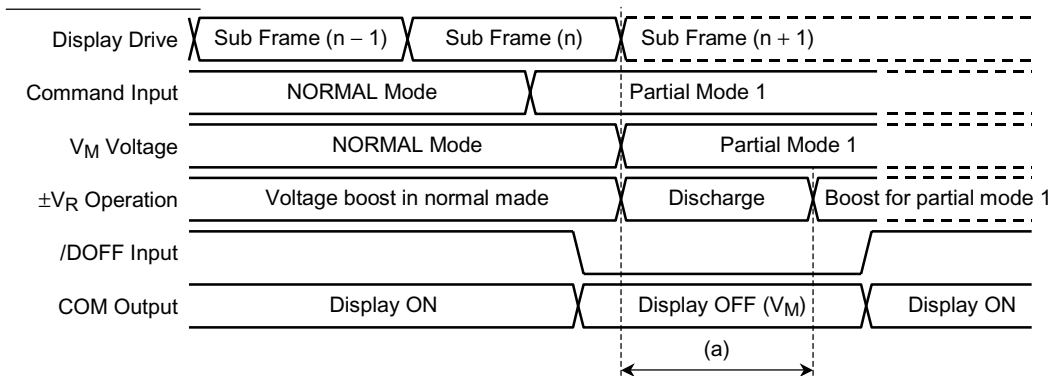 Display Drive Sub Frame (n − 1) Sub Frame (n) Sub Frame (n + 1)
Command Input NORMAL Mode Partial Mode 1
VM Voltage NORMAL Mode Partial Mode 1
±VR Operation Voltage boost in normal made Discharge Boost for partial mode 1
/DOFF Input
COM Output Display ON Display OFF (VM) Display ON
(a)